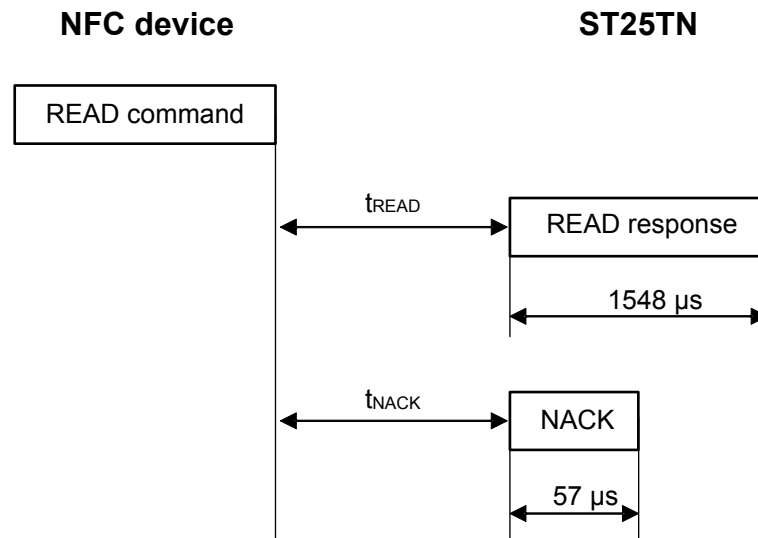 NFC device
ST25TN
READ command
tREAD
READ response
1548 µs
tNACK
NACK
57 µs